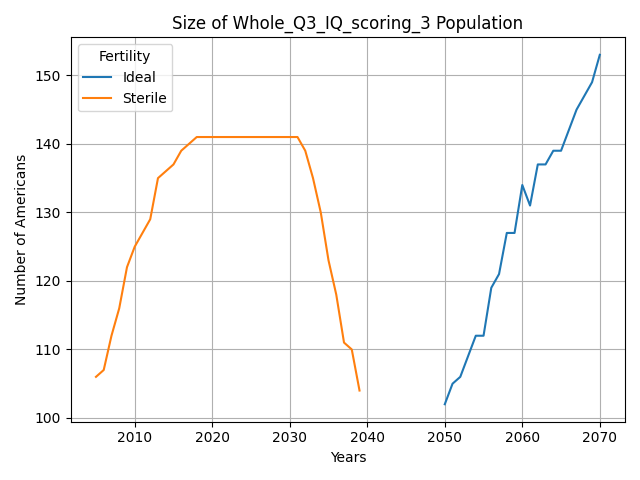 Size of Whole_Q3_IQ_scoring_3 Population
Fertility
Ideal
Sterile
Number of Americans
150
140
130
120
110
100
2010 2020 2030 2040 2050 2060 2070
Years